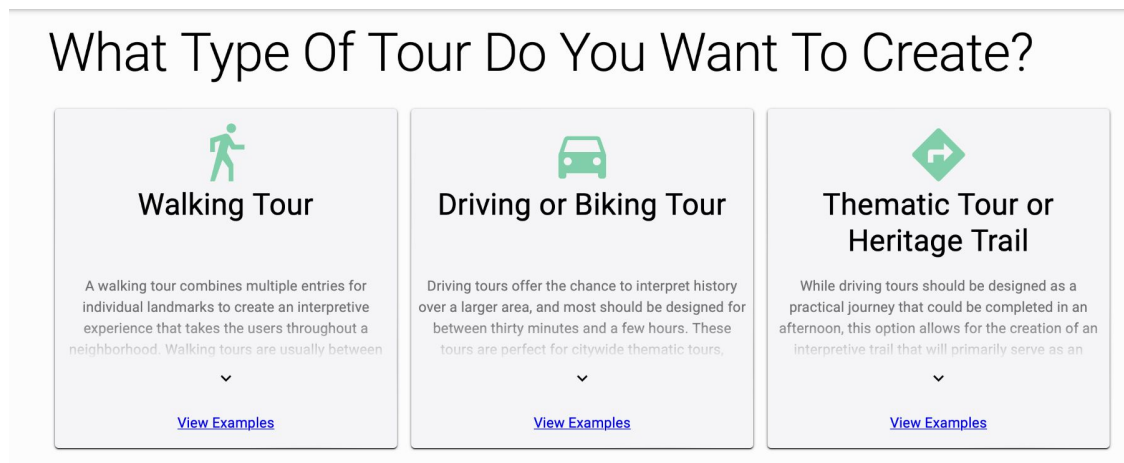 What Type Of Tour Do You Want To Create?
Walking Tour
A walking tour combines multiple entries for
individual landmarks to create an interpretive
experience that takes the users throughout a
neighborhood. Walking tours are usually between
View Examples
Driving or Biking Tour
Driving tours offer the chance to interpret history
over a larger area, and most should be designed for
between thirty minutes and a few hours. These
tours are perfect for citywide thematic tours,
View Examples
Thematic Tour or
Heritage Trail
While driving tours should be designed as a
practical journey that could be completed in an
afternoon, this option allows for the creation of an
interpretive trail that will primarily serve as an
View Examples